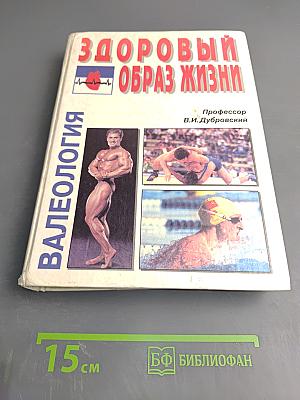 ЗДОРОВЫЙ
ОБРАЗ ЖИЗНИ
Профессор
В.И.Дубровский
ВАЛЕОЛОГИЯ
15см
БФ БИБЛИОФАН